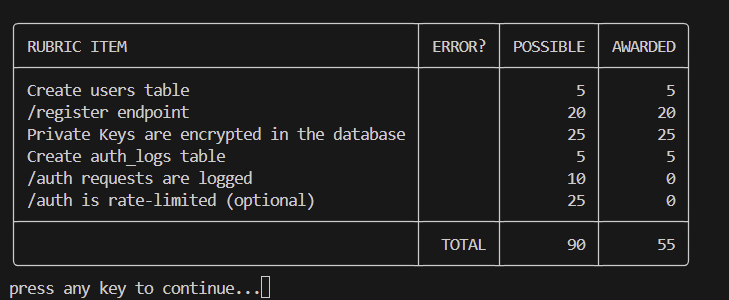 RUBRIC ITEM ERROR? POSSIBLE AWARDED
Create users table 5 5
/register endpoint 20 20
Private Keys are encrypted in the database 25 25
Create auth_logs table 5 5
/auth requests are logged 10 0
/auth is rate-limited (optional) 25 0
TOTAL 90 55
press any key to continue...